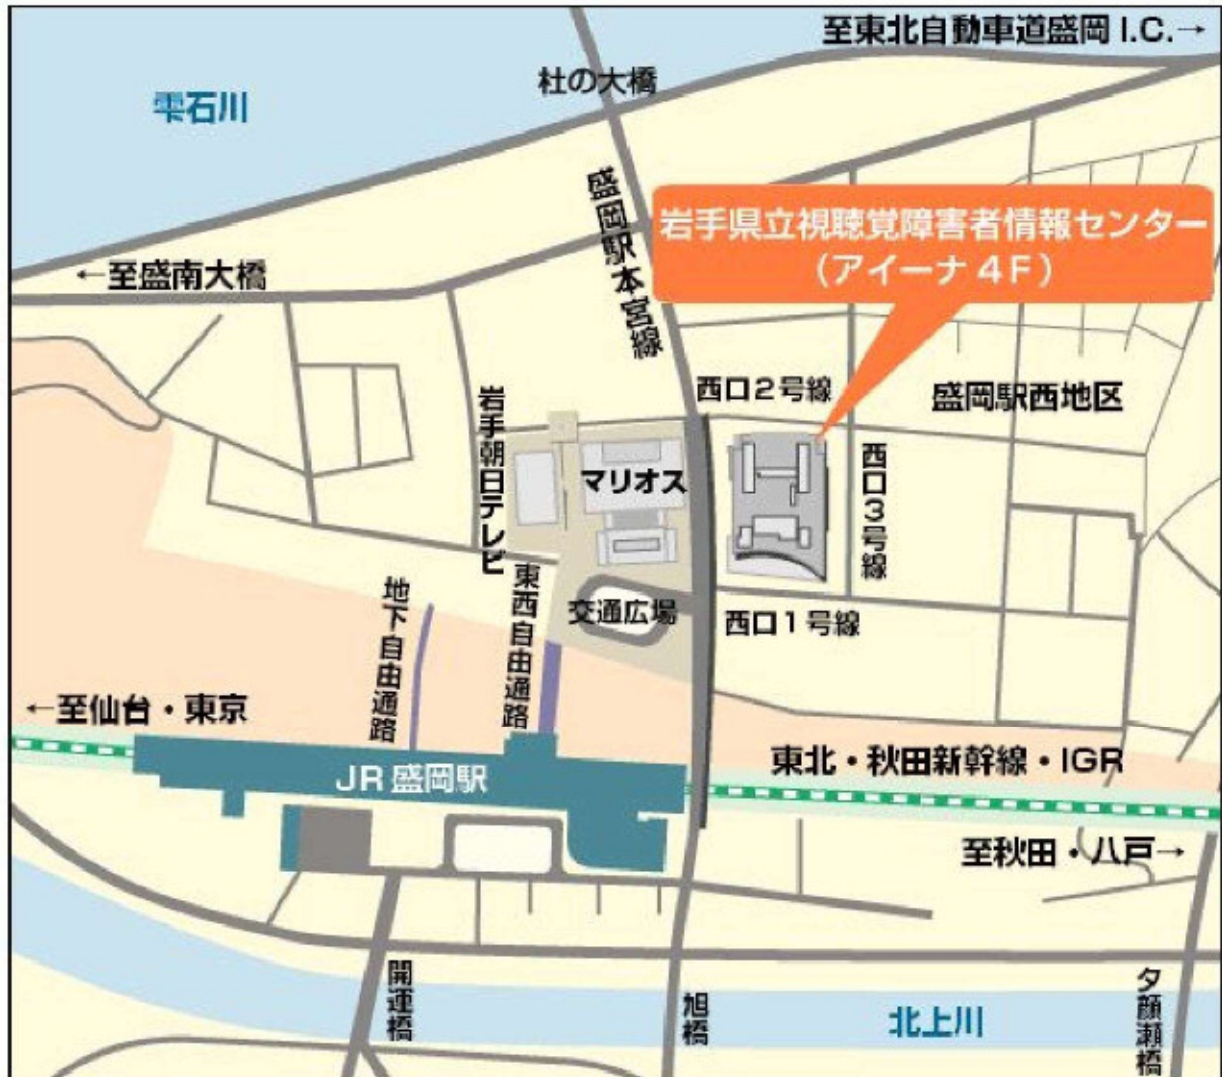 至東北自動車道盛岡I.C.→
杜の大橋
雫石川
盛岡駅本宮線
岩手県立視聴覚障害者情報センター
(アイーナ4F)
←至盛南大橋
西口2号線
盛岡駅西地区
岩手朝日テレビ
マリオス
西口3号線
東西自由通路
地下自由通路
交通広場
西口1号線
←至仙台・東京
東北・秋田新幹線・IGR
JR盛岡駅
至秋田・八戸→
開運橋
旭橋
北上川
夕顔瀬橋